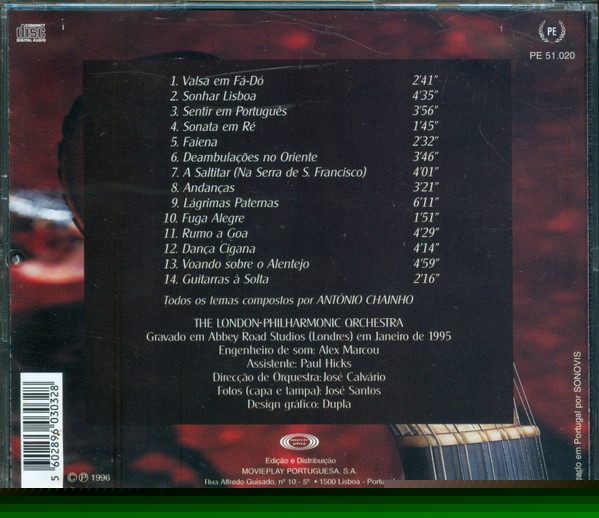 COMPACT
disc
DIGITAL AUDIO
PE
PE 51.020
1. Valsa em Fá-Dó 2'41"
2. Sonhar Lisboa 4'35"
3. Sentir em Português 3'56"
4. Sonata em Ré 1'45"
5. Faiena 2'32"
6. Deambulações no Oriente 3'46"
7. A Saltitar (Na Serra de S. Francisco) 4'01"
8. Andanças 3'21"
9. Lágrimas Paternas 6'11"
10. Fuga Alegre 1'51"
11. Rumo a Goa 4'29"
12. Dança Cigana 4'14"
13. Voando sobre o Alentejo 4'59"
14. Guitarras à Solta 2'16"
Todos os temas compostos por ANTÓNIO CHAINHO
THE LONDON-PHILHARMONIC ORCHESTRA
Gravado em Abbey Road Studios (Londres) em Janeiro de 1995
Engenheiro de som: Alex Marcou
Assistente: Paul Hicks
Direcção de Orquestra: José Calvário
Fotos (capa e tampa): José Santos
Design gráfico: Dupla
movie
play
Edição e Distribuição
MOVIEPLAY PORTUGUESA, S.A.
Rua Alfredo Guisado, nº 10 - 5º • 1500 Lisboa -
© ℗ 1996
5 602896 030328
em Portugal por SONOVIS